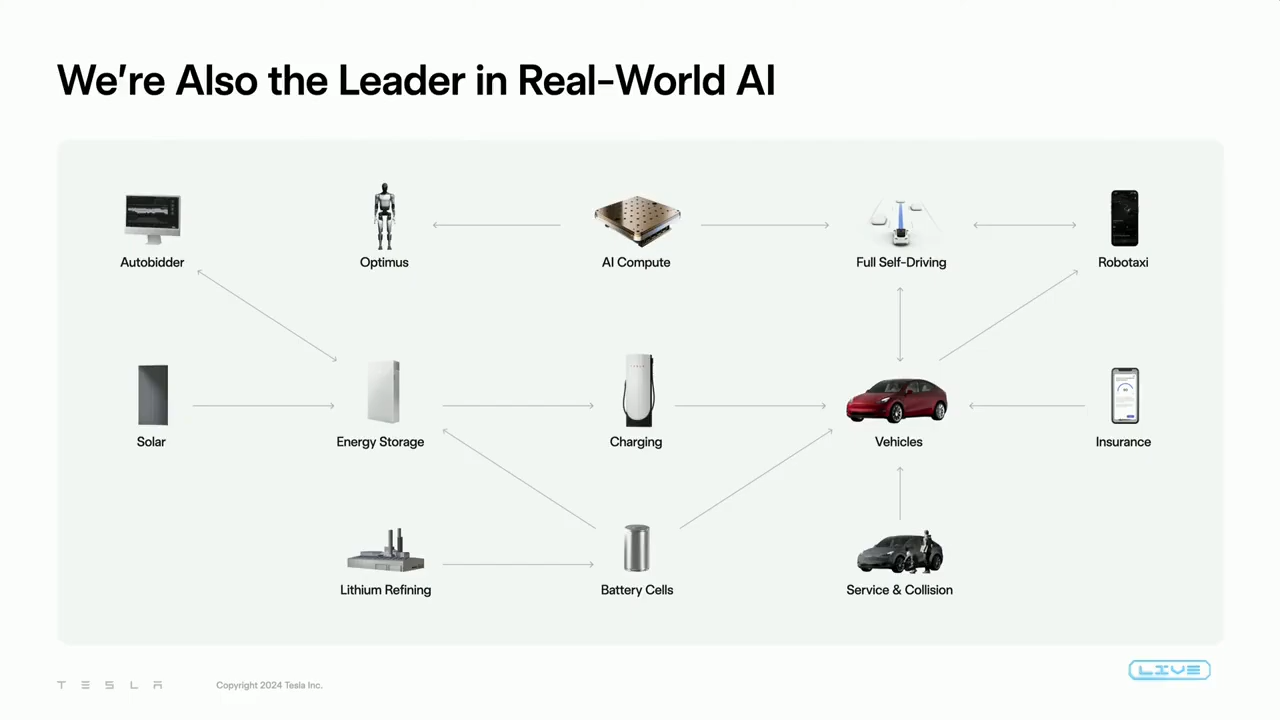 We're Also the Leader in Real-World AI
Autobidder
Optimus
AI Compute
Full Self-Driving
Robotaxi
Solar
Energy Storage
Charging
Vehicles
Insurance
Lithium Refining
Battery Cells
Service & Collision
TESLA
Copyright 2024 Tesla Inc.
LIVE